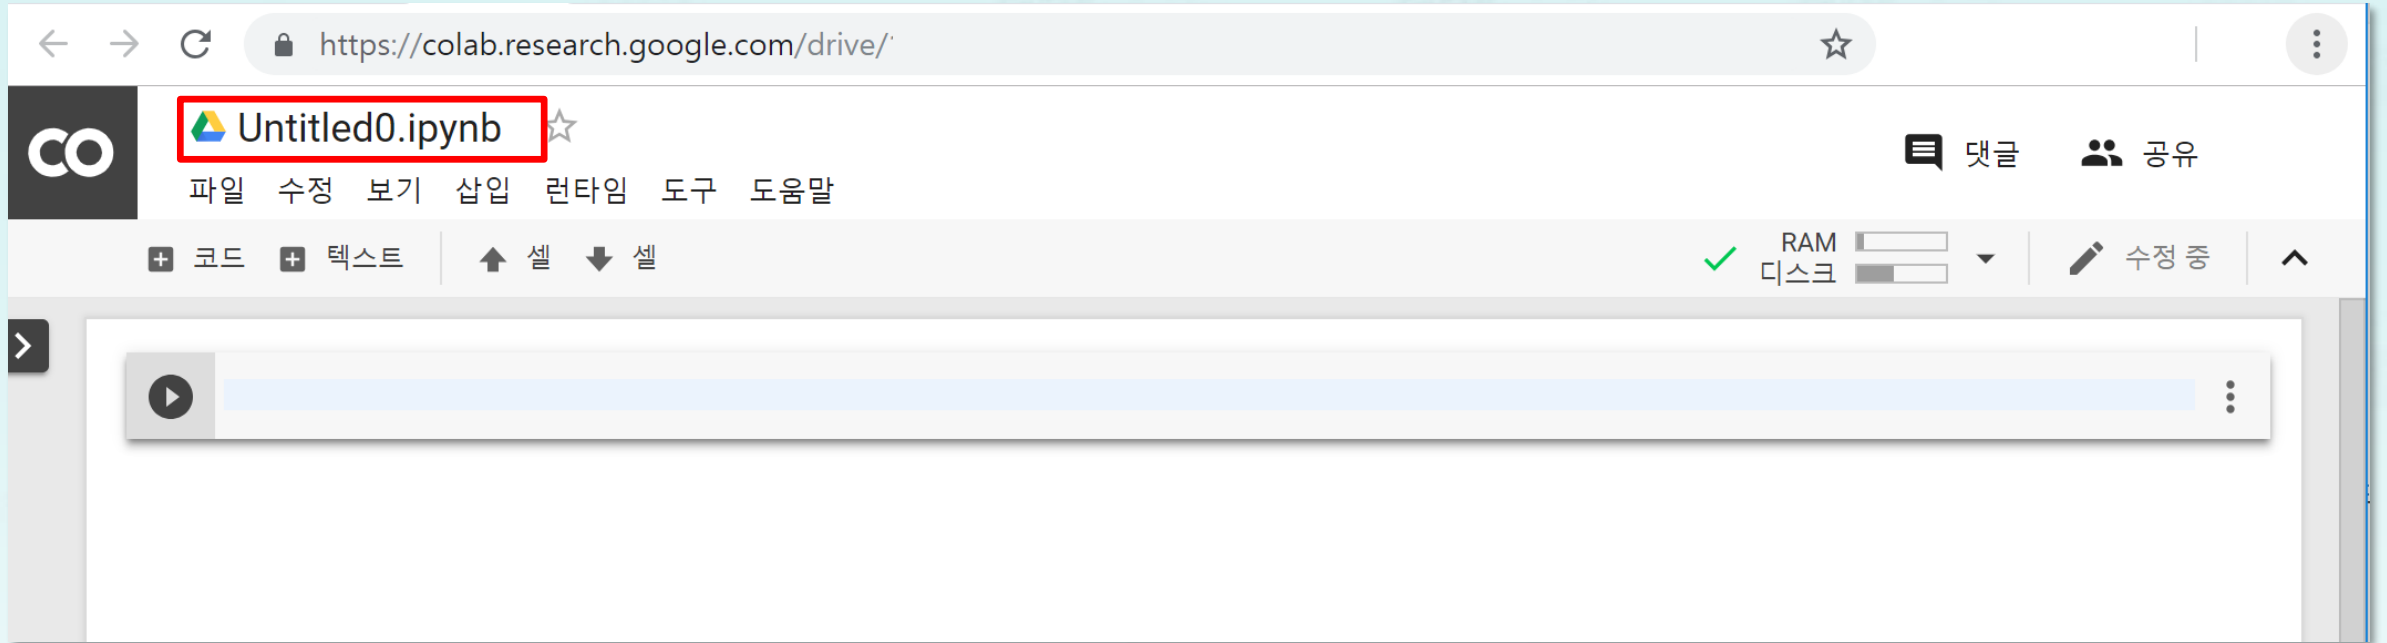 https://colab.research.google.com/drive/
CO
Untitled0.ipynb
댓글 공유
파일 수정 보기 삽입 런타임 도구 도움말
코드 텍스트 셀 셀
RAM
디스크
수정 중